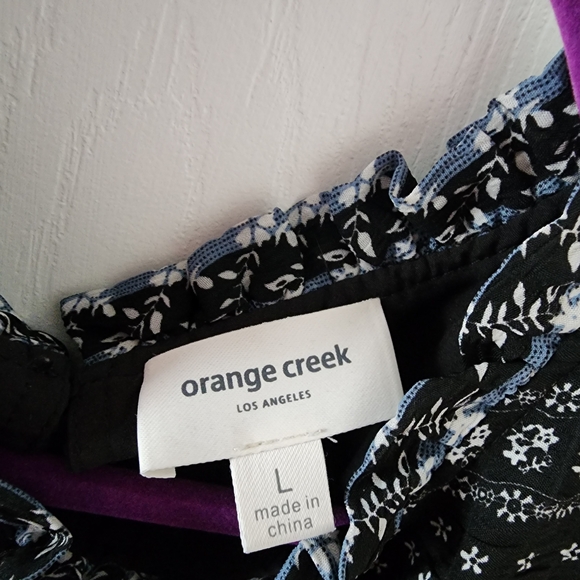 orange creek
LOS ANGELES
L
made in
china